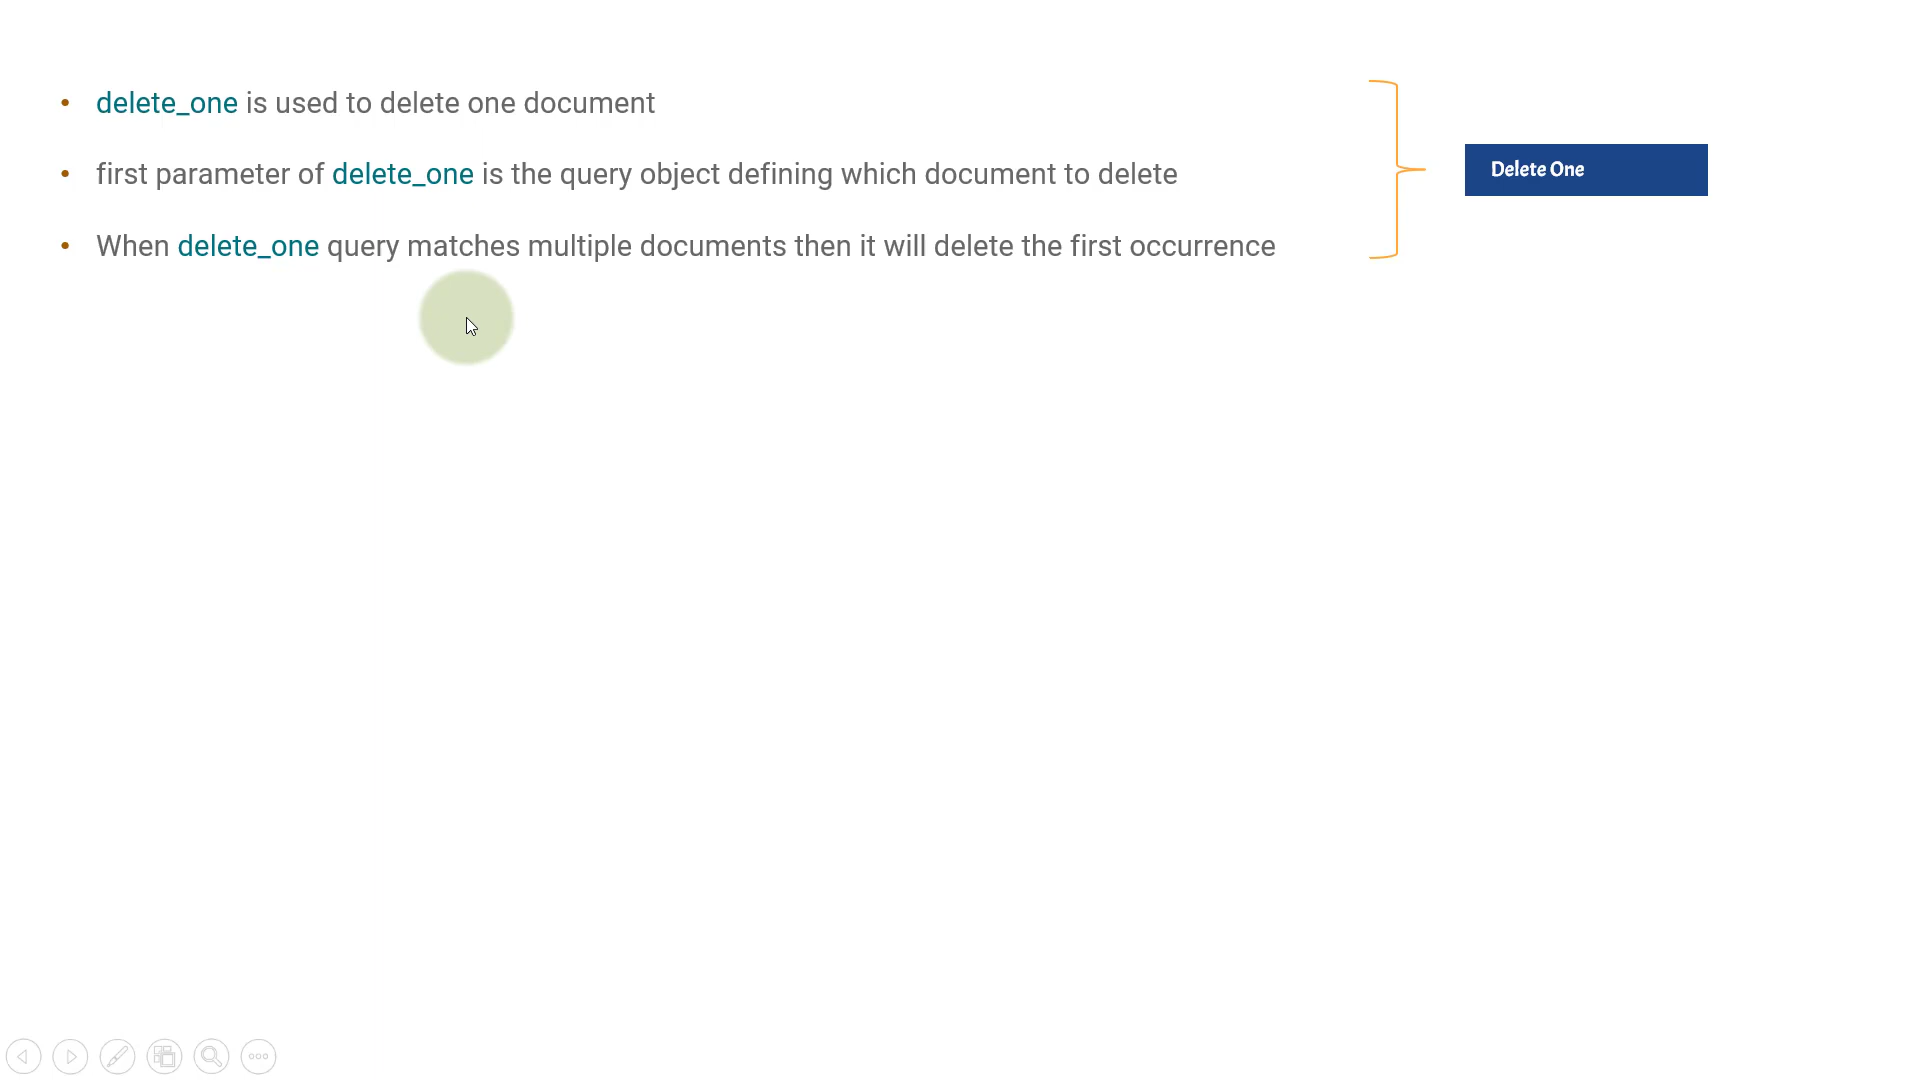 • delete_one is used to delete one document
• first parameter of delete_one is the query object defining which document to delete
• When delete_one query matches multiple documents then it will delete the first occurrence
Delete One